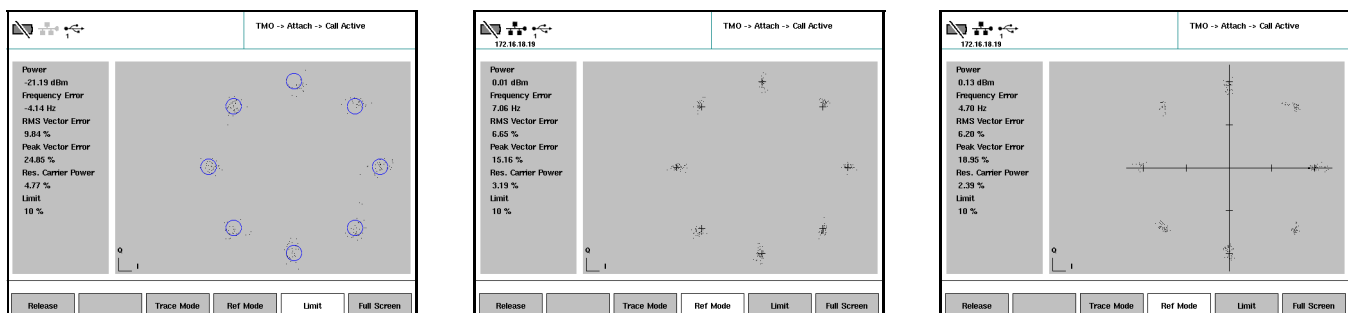 TMO -> Attach -> Call Active
1
Power
-21.19 dBm
Frequency Error
-4.14 Hz
RMS Vector Error
9.84 %
Peak Vector Error
24.85 %
Res. Carrier Power
4.77 %
Limit
10 %
Q
I
Release
Trace Mode
Ref Mode
Limit
Full Screen
TMO -> Attach -> Call Active
1
172.16.18.19
Power
0.01 dBm
Frequency Error
7.06 Hz
RMS Vector Error
6.65 %
Peak Vector Error
15.16 %
Res. Carrier Power
3.19 %
Limit
10 %
Q
I
Release
Trace Mode
Ref Mode
Limit
Full Screen
TMO -> Attach -> Call Active
1
172.16.18.19
Power
0.13 dBm
Frequency Error
4.70 Hz
RMS Vector Error
6.20 %
Peak Vector Error
18.95 %
Res. Carrier Power
2.39 %
Limit
10 %
Q
I
Release
Trace Mode
Ref Mode
Limit
Full Screen